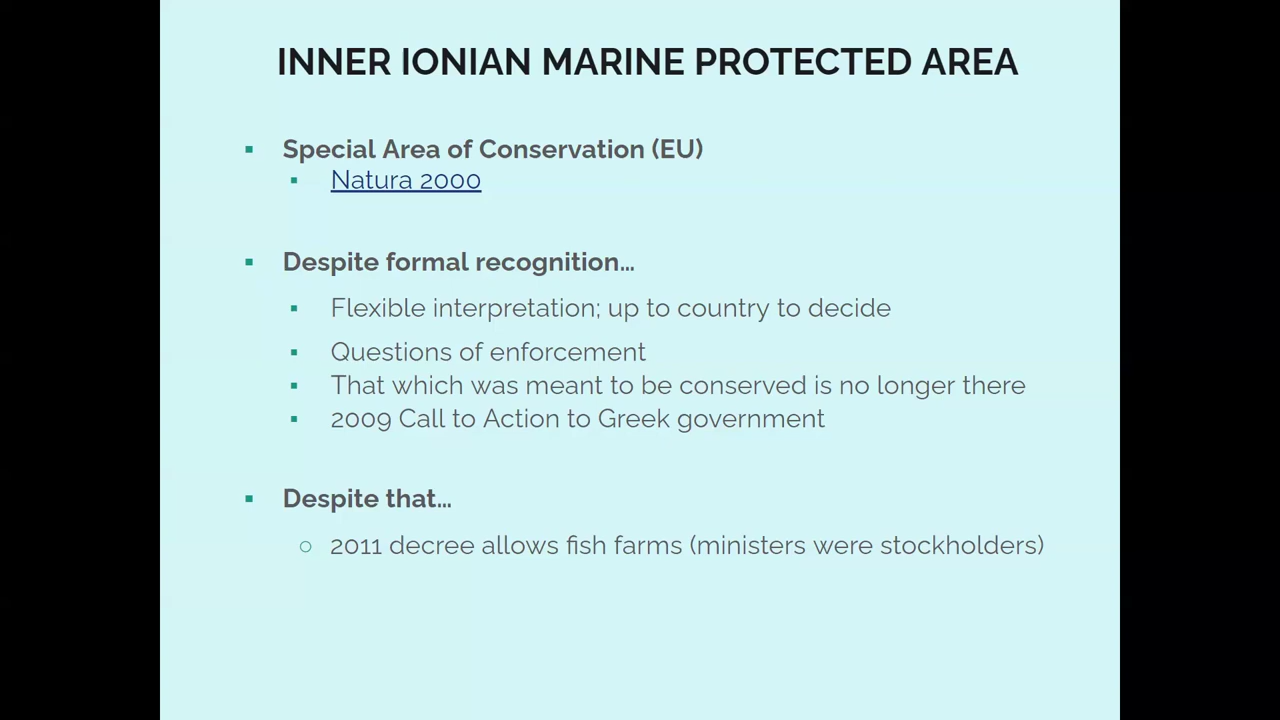 INNER IONIAN MARINE PROTECTED AREA
▪ Special Area of Conservation (EU)
▪ Natura 2000
▪ Despite formal recognition…
▪ Flexible interpretation; up to country to decide
▪ Questions of enforcement
▪ That which was meant to be conserved is no longer there
▪ 2009 Call to Action to Greek government
▪ Despite that…
○ 2011 decree allows fish farms (ministers were stockholders)